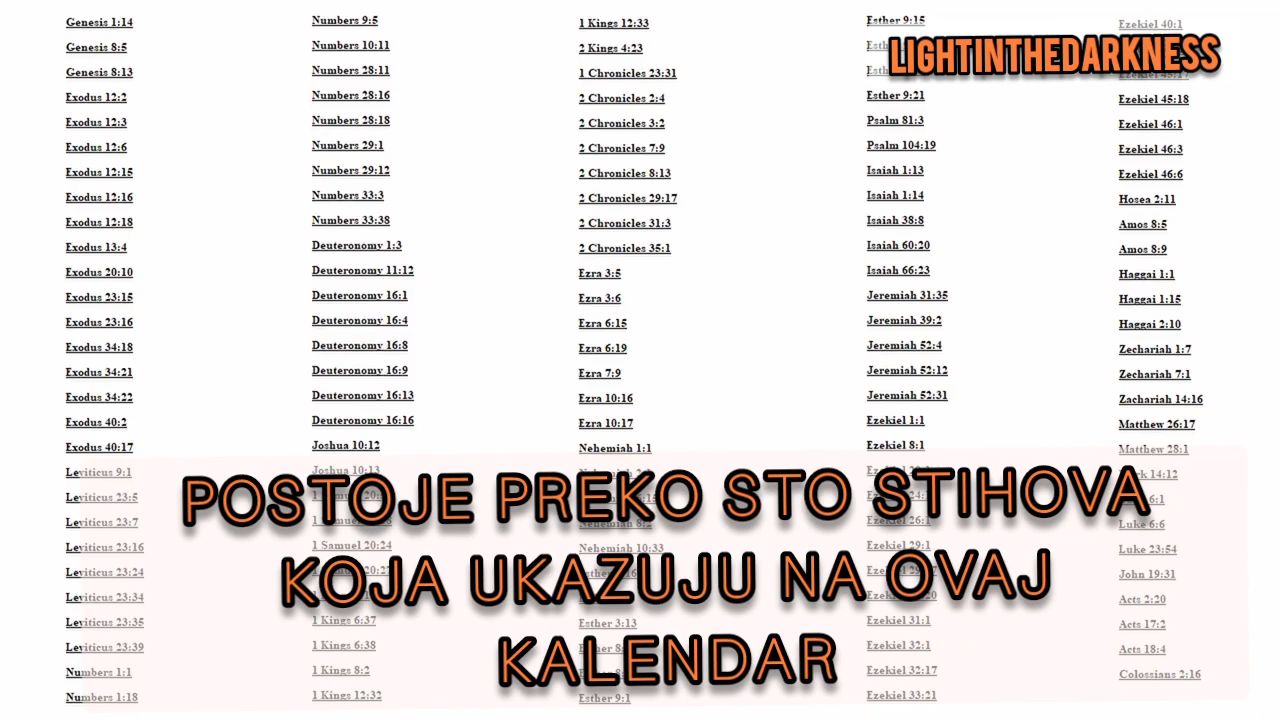 Genesis 1:14
Genesis 8:5
Genesis 8:13
Exodus 12:2
Exodus 12:3
Exodus 12:6
Exodus 12:15
Exodus 12:16
Exodus 12:18
Exodus 13:4
Exodus 20:10
Exodus 23:15
Exodus 23:16
Exodus 34:18
Exodus 34:21
Exodus 34:22
Exodus 40:2
Exodus 40:17
Leviticus 9:1
Leviticus 23:5
Leviticus 23:7
Leviticus 23:16
Leviticus 23:24
Leviticus 23:34
Leviticus 23:35
Leviticus 23:39
Numbers 1:1
Numbers 1:18
Numbers 9:5
Numbers 10:11
Numbers 28:11
Numbers 28:16
Numbers 28:18
Numbers 29:1
Numbers 29:12
Numbers 33:3
Numbers 33:38
Deuteronomy 1:3
Deuteronomy 11:12
Deuteronomy 16:1
Deuteronomy 16:4
Deuteronomy 16:8
Deuteronomy 16:9
Deuteronomy 16:13
Deuteronomy 16:16
Joshua 10:12
Joshua 10:13
1 Samuel 20:24
1 Kings 6:37
1 Kings 6:38
1 Kings 8:2
1 Kings 12:32
1 Kings 12:33
2 Kings 4:23
1 Chronicles 23:31
2 Chronicles 2:4
2 Chronicles 3:2
2 Chronicles 7:9
2 Chronicles 8:13
2 Chronicles 29:17
2 Chronicles 31:3
2 Chronicles 35:1
Ezra 3:5
Ezra 3:6
Ezra 6:15
Ezra 6:19
Ezra 7:9
Ezra 10:16
Ezra 10:17
Nehemiah 1:1
Nehemiah 8:2
Nehemiah 10:33
Esther 3:13
Esther 9:1
Esther 9:15
Esther 9:21
Psalm 81:3
Psalm 104:19
Isaiah 1:13
Isaiah 1:14
Isaiah 38:8
Isaiah 60:20
Isaiah 66:23
Jeremiah 31:35
Jeremiah 39:2
Jeremiah 52:4
Jeremiah 52:12
Jeremiah 52:31
Ezekiel 1:1
Ezekiel 8:1
Ezekiel 26:1
Ezekiel 29:1
Ezekiel 31:1
Ezekiel 32:1
Ezekiel 32:17
Ezekiel 33:21
Ezekiel 40:1
LIGHTINTHEDARKNESS
Ezekiel 45:18
Ezekiel 46:1
Ezekiel 46:3
Ezekiel 46:6
Hosea 2:11
Amos 8:5
Amos 8:9
Haggai 1:1
Haggai 1:15
Haggai 2:10
Zechariah 1:7
Zechariah 7:1
Zachariah 14:16
Matthew 26:17
Matthew 28:1
14:12
Luke 6:6
Luke 23:54
John 19:31
Acts 2:20
Acts 17:2
Acts 18:4
Colossians 2:16
POSTOJE PREKO STO STIHOVA
KOJA UKAZUJU NA OVAJ
KALENDAR